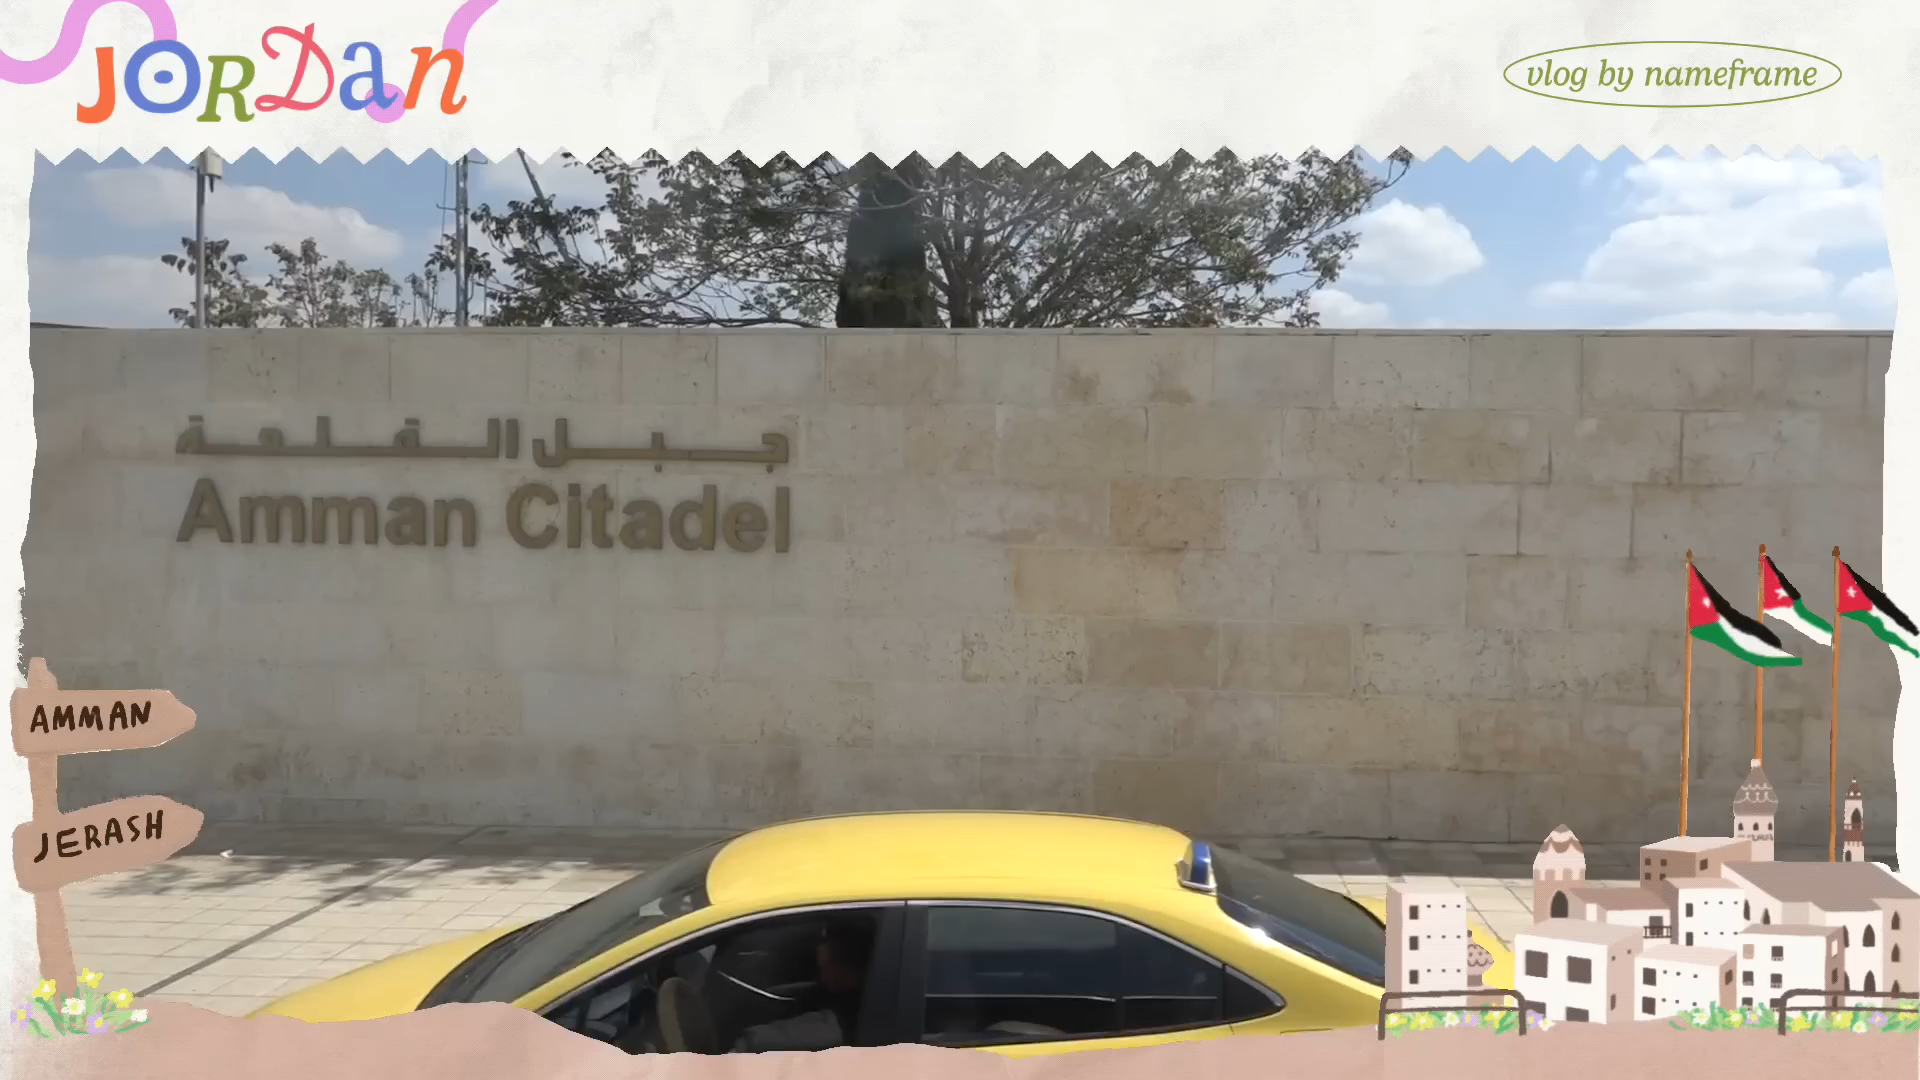 JORDan
vlog by nameframe
جبل القلعة
Amman Citadel
AMMAN
JERASH